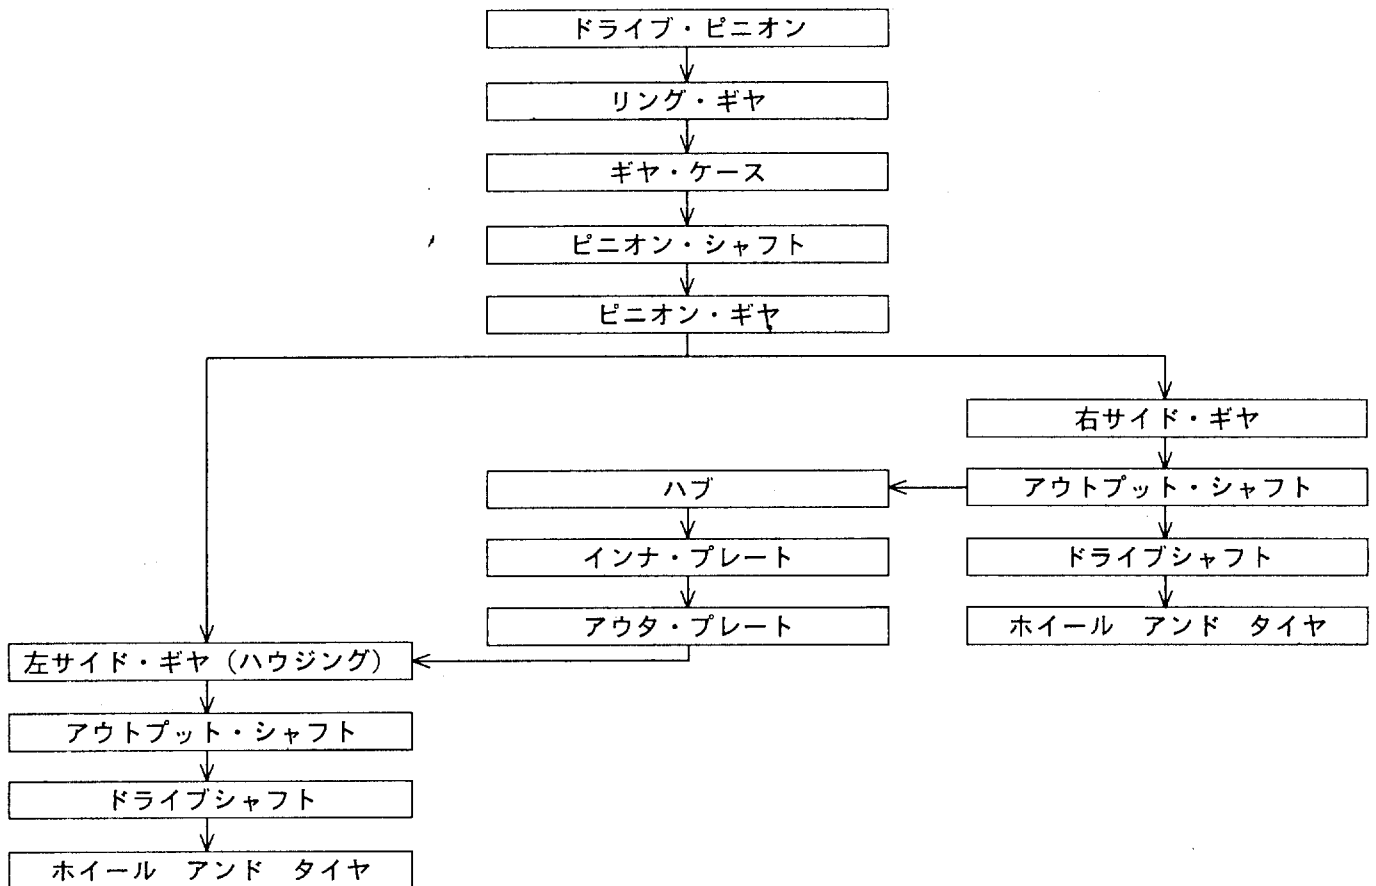 ドライブ・ピニオン
リング・ギヤ
ギヤ・ケース
ピニオン・シャフト
ピニオン・ギヤ
右サイド・ギヤ
ハブ
アウトプット・シャフト
インナ・プレート
ドライブシャフト
アウタ・プレート
ホイール　アンド　タイヤ
左サイド・ギヤ（ハウジング）
アウトプット・シャフト
ドライブシャフト
ホイール　アンド　タイヤ